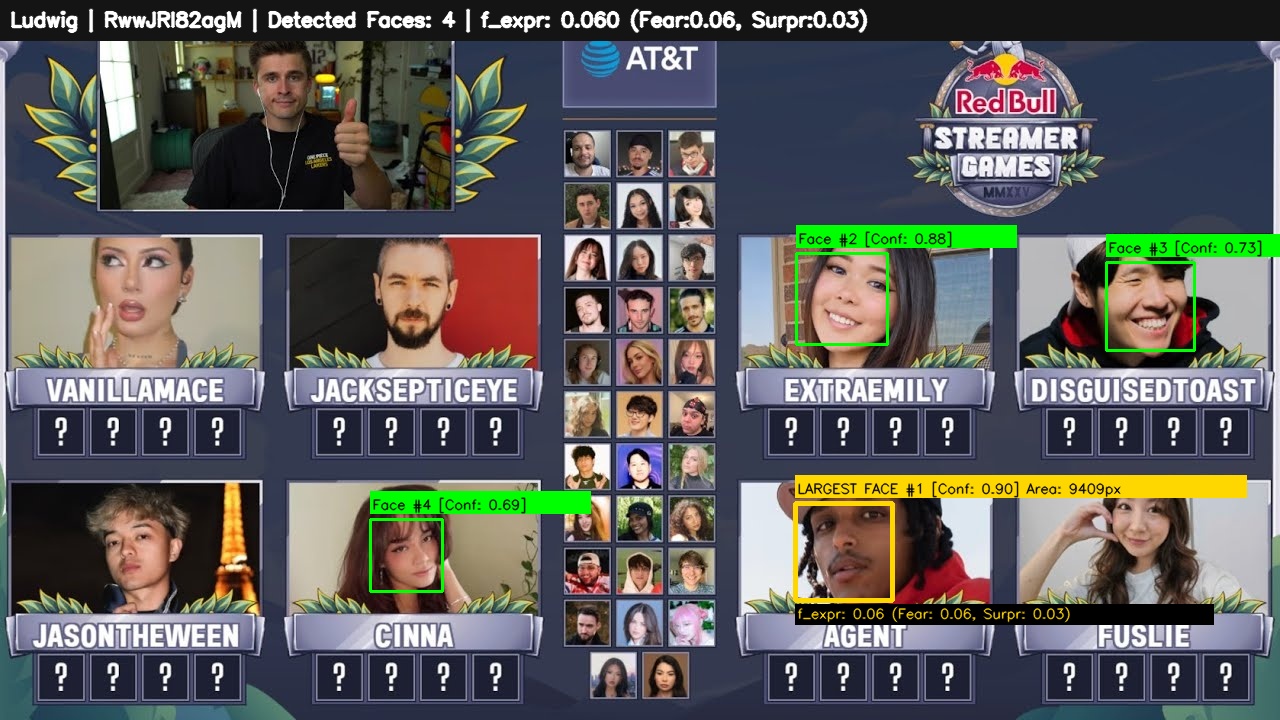 Ludwig | RwwJRI82agM | Detected Faces: 4 | f_expr: 0.060 (Fear:0.06, Surpr:0.03)
AT&T
Red Bull
STREAMER
GAMES
MMXXV
Face #2 [Conf: 0.88]
Face #3 [Conf: 0.73]
VANILLAMACE
JACKSEPTICEYE
EXTRAEMILY
DISGUISEDTOAST
? ? ? ?
? ? ? ?
? ? ? ?
? ? ? ?
Face #4 [Conf: 0.69]
LARGEST FACE #1 [Conf: 0.90] Area: 9409px
f_expr: 0.06 (Fear: 0.06, Surpr: 0.03)
JASONTHEWEEN
CINNA
AGENT
FUSLIE
? ? ? ?
? ? ? ?
? ? ? ?
? ? ? ?